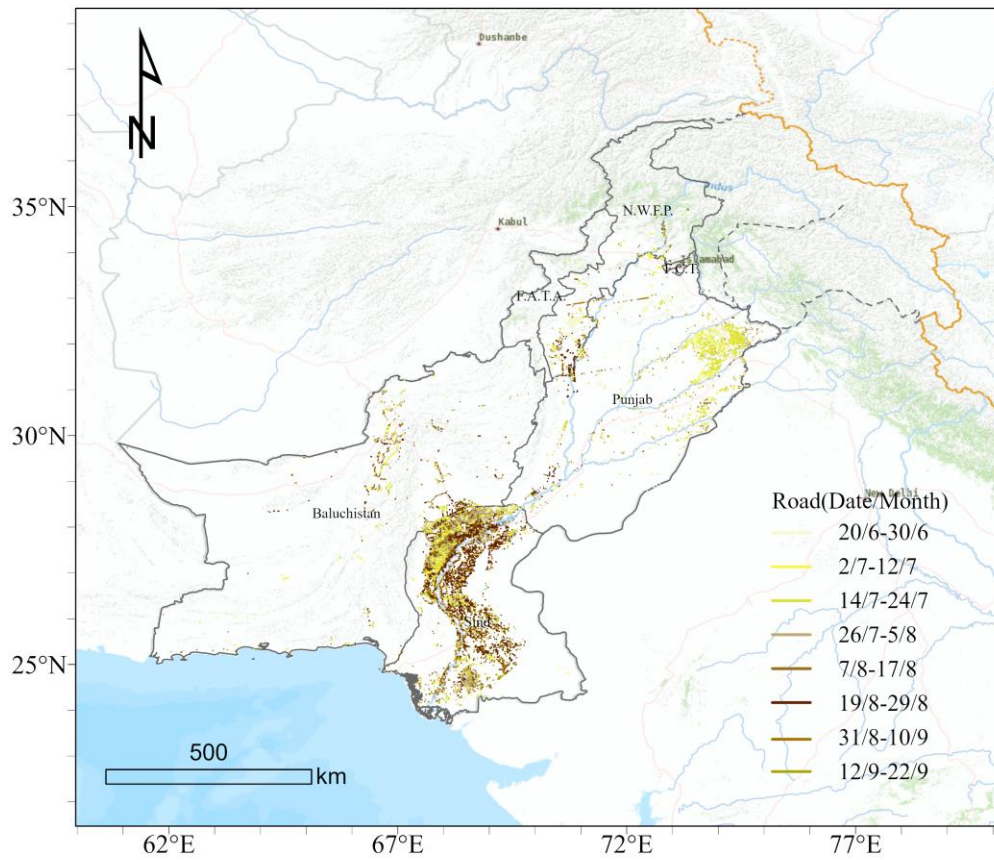 Dushanbe
N
35°N
N.W.F.P.
Indus
Kabul
Islamabad
F.C.T.
F.A.T.A.
Punjab
30°N
New Delhi
Baluchistan
Road(Date/Month)
20/6-30/6
2/7-12/7
14/7-24/7
26/7-5/8
7/8-17/8
19/8-29/8
31/8-10/9
12/9-22/9
Sind
25°N
500
km
62°E
67°E
72°E
77°E